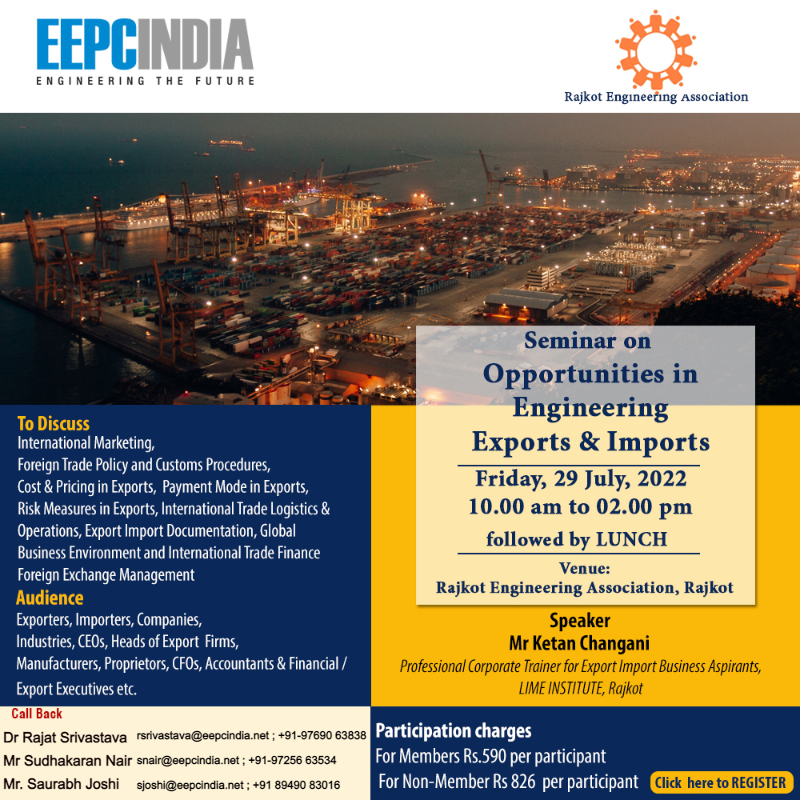 EEPCINDIA
ENGINEERING THE FUTURE
Rajkot Engineering Association
Seminar on
Opportunities in
Engineering
Exports & Imports
Friday, 29 July, 2022
10.00 am to 02.00 pm
followed by LUNCH
Venue:
Rajkot Engineering Association, Rajkot
To Discuss
International Marketing,
Foreign Trade Policy and Customs Procedures,
Cost & Pricing in Exports, Payment Mode in Exports,
Risk Measures in Exports, International Trade Logistics &
Operations, Export Import Documentation, Global
Business Environment and International Trade Finance
Foreign Exchange Management
Audience
Exporters, Importers, Companies,
Industries, CEOs, Heads of Export Firms,
Manufacturers, Proprietors, CFOs, Accountants & Financial /
Export Executives etc.
Speaker
Mr Ketan Changani
Professional Corporate Trainer for Export Import Business Aspirants,
LIME INSTITUTE, Rajkot
Call Back
Dr Rajat Srivastava rsrivastava@eepcindia.net ; +91-97690 63838
Mr Sudhakaran Nair snair@eepcindia.net ; +91-97256 63534
Mr. Saurabh Joshi sjoshi@eepcindia.net ; +91 89490 83016
Participation charges
For Members Rs.590 per participant
For Non-Member Rs 826 per participant
Click here to REGISTER